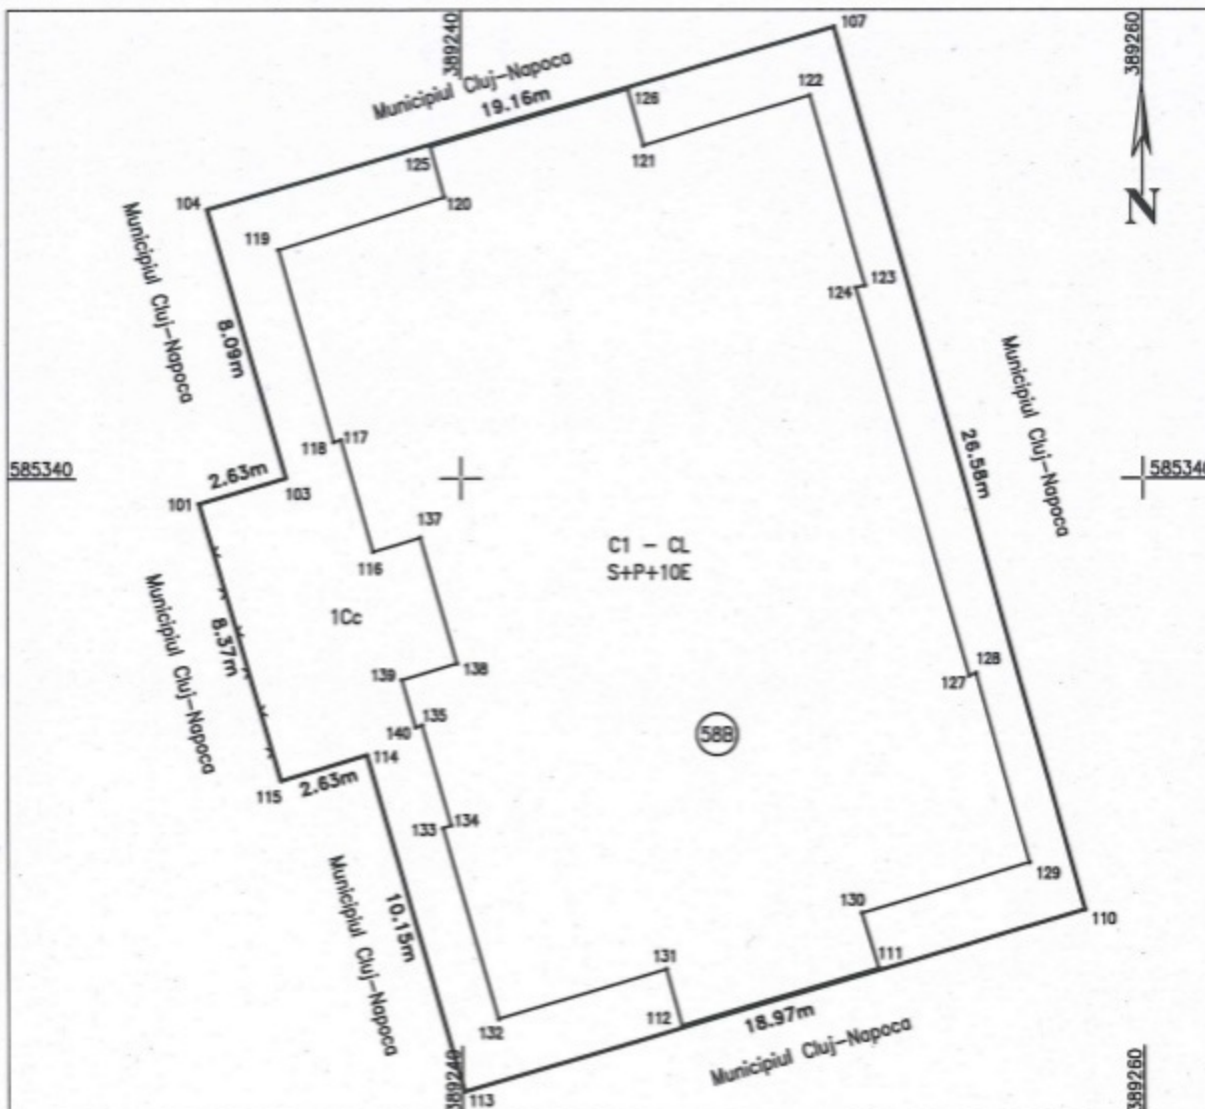 389240
389260
107
Municipiul Cluj-Napoca
19.16m
126
122
125
121
104
120
119
N
Municipiul Cluj-Napoca
8.09m
123
124
Municipiul Cluj-Napoca
26.58m
118
117
585340
2.63m
103
101
585340
137
116
C1 - CL
S+P+10E
Municipiul Cluj-Napoca
8.37m
1Cc
139
138
128
127
140
135
58B
114
115
2.63m
133
134
Municipiul Cluj-Napoca
10.15m
129
130
110
131
111
132
112
18.97m
Municipiul Cluj-Napoca
389240
113
389260